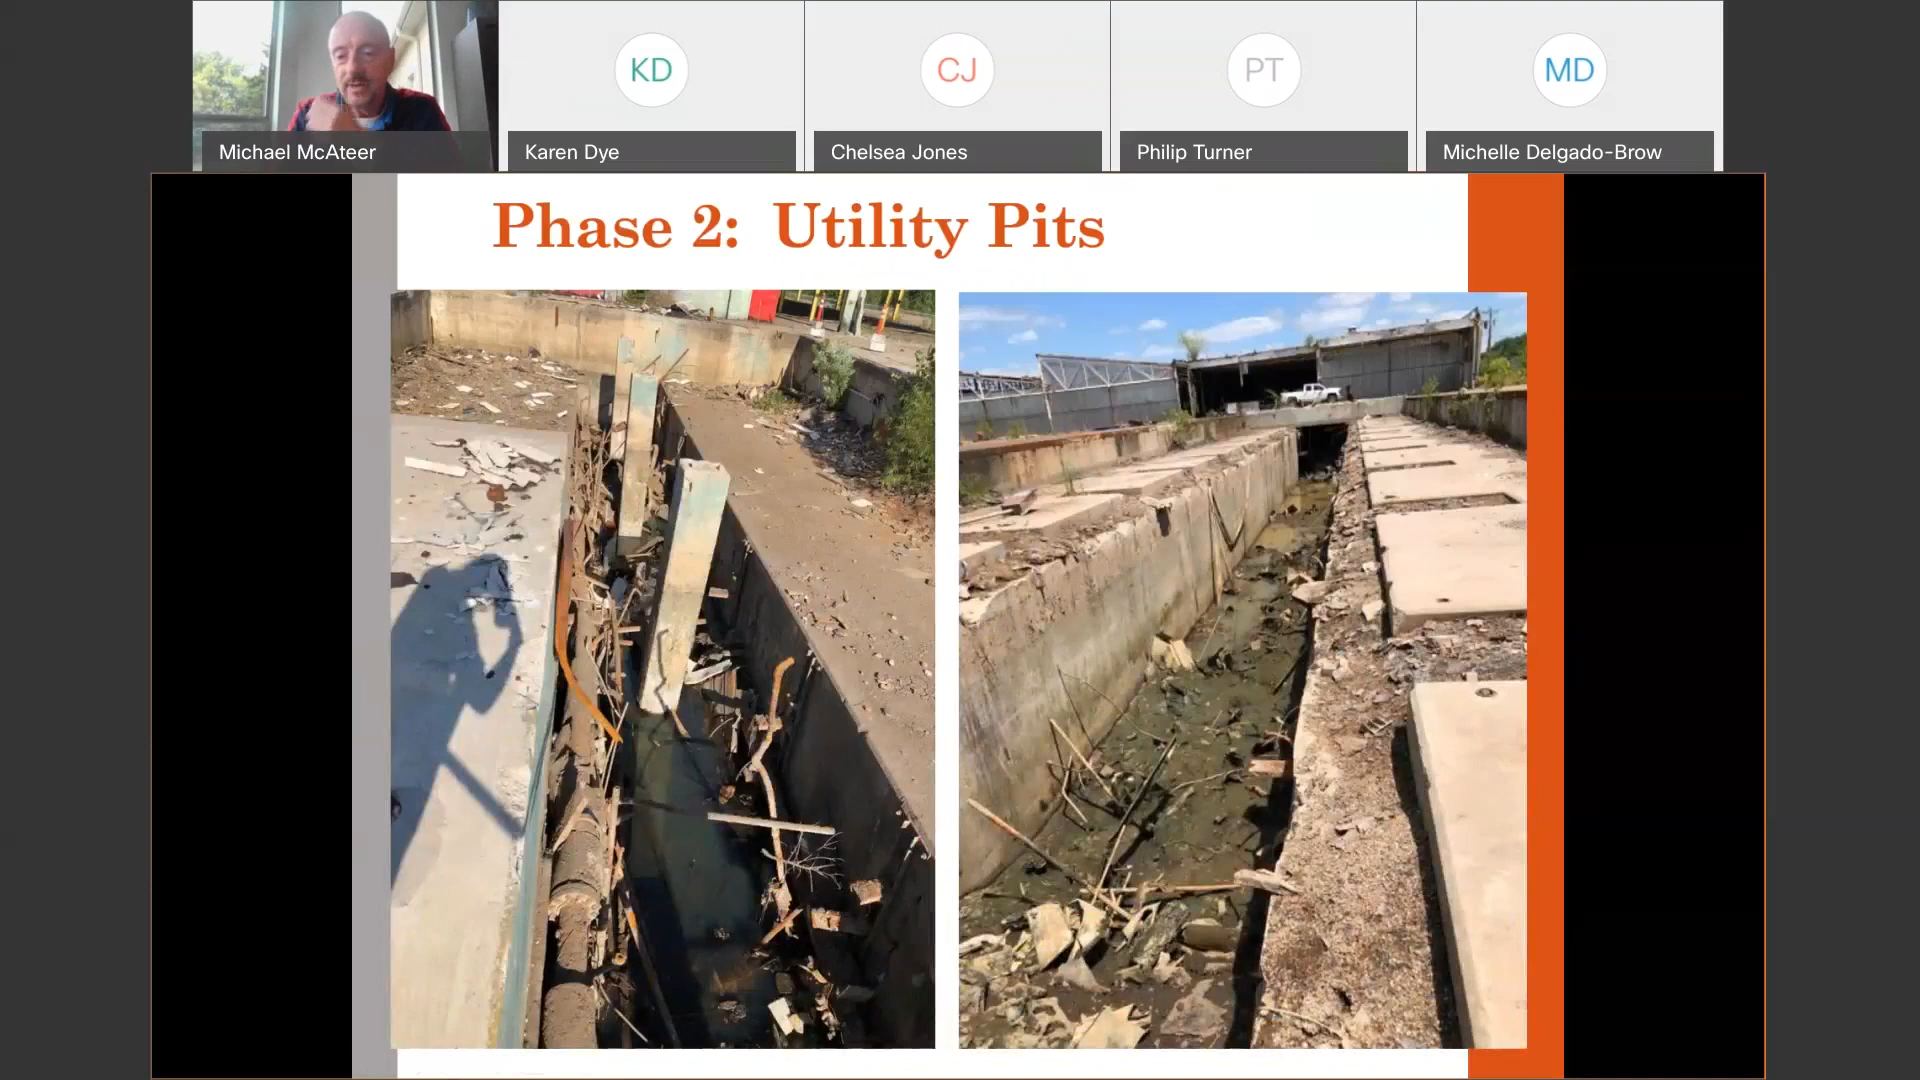 KD
CJ
PT
MD
Michael McAteer
Karen Dye
Chelsea Jones
Philip Turner
Michelle Delgado-Brow
Phase 2: Utility Pits